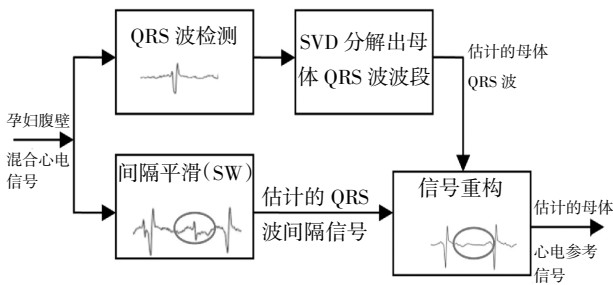 孕妇腹壁
混合心电
信号
QRS 波检测
SVD 分解出母
体 QRS 波波段
估计的母体
QRS 波
间隔平滑(SW)
估计的 QRS
波间隔信号
信号重构
估计的母体
心电参考
信号